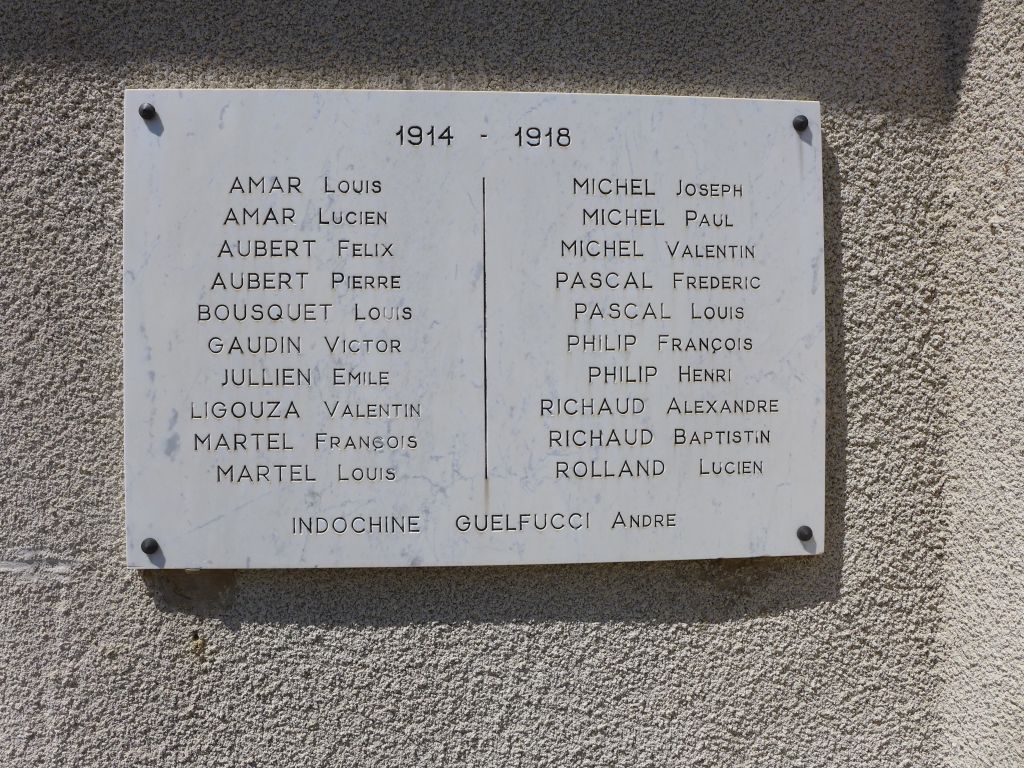 1914 - 1918
AMAR LOUIS
AMAR LUCIEN
AUBERT FELIX
AUBERT PIERRE
BOUSQUET LOUIS
GAUDIN VICTOR
JULLIEN EMILE
LIGOUZA VALENTIN
MARTEL FRANÇOIS
MARTEL LOUIS
MICHEL JOSEPH
MICHEL PAUL
MICHEL VALENTIN
PASCAL FREDERIC
PASCAL LOUIS
PHILIP FRANÇOIS
PHILIP HENRI
RICHAUD ALEXANDRE
RICHAUD BAPTISTIN
ROLLAND LUCIEN
INDOCHINE GUELFUCCI ANDRE